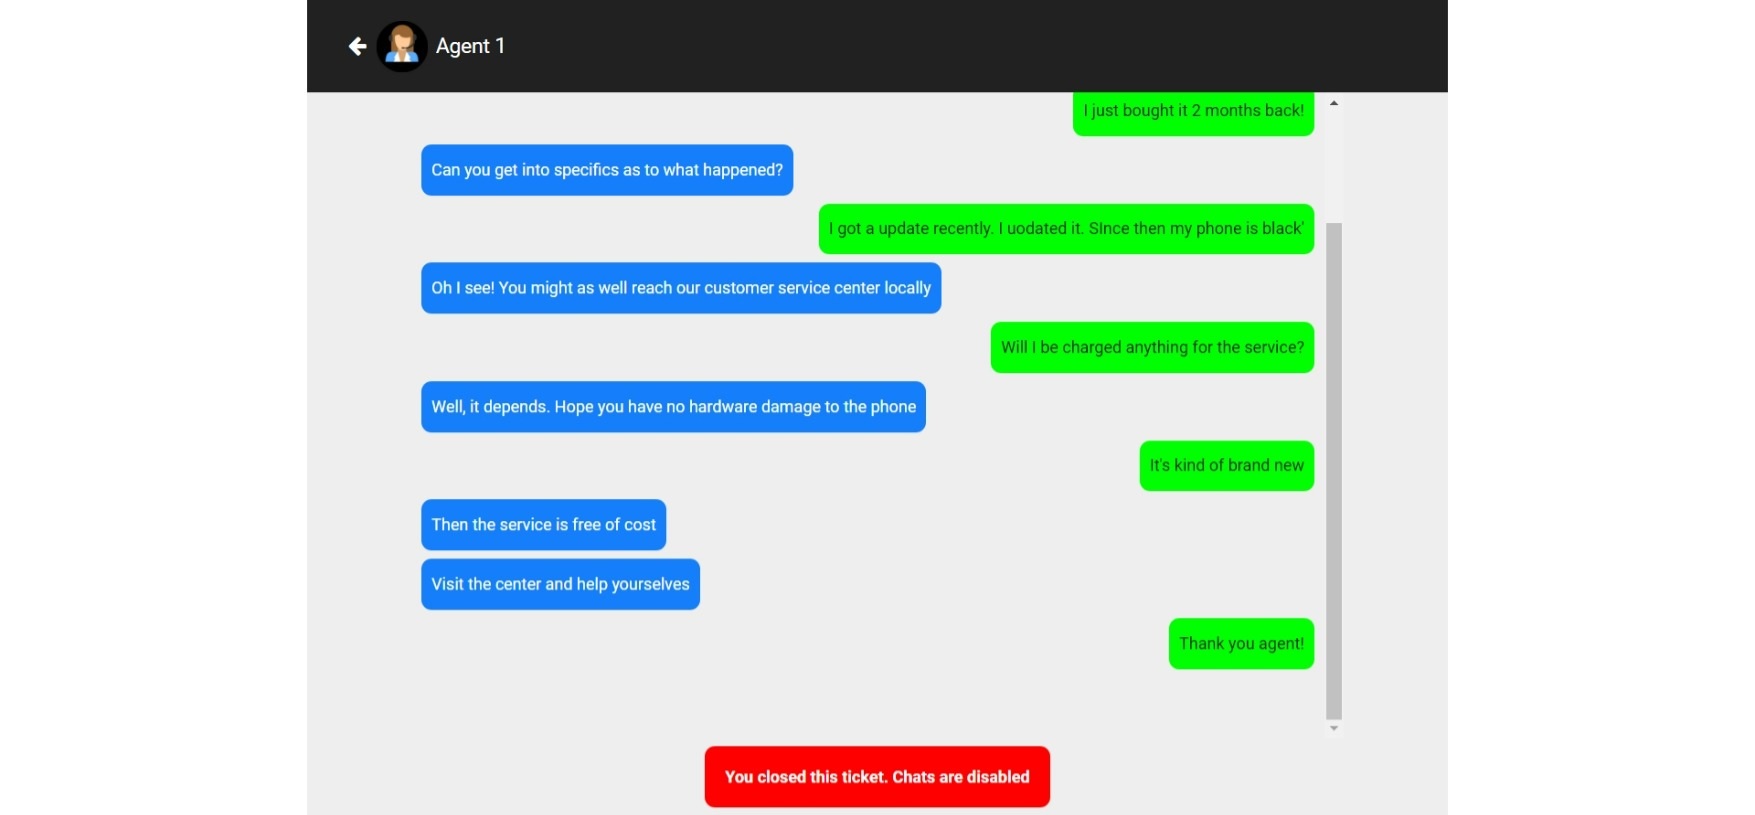 Agent 1
I just bought it 2 months back!
Can you get into specifics as to what happened?
I got a update recently. I uodated it. SInce then my phone is black'
Oh I see! You might as well reach our customer service center locally
Will I be charged anything for the service?
Well, it depends. Hope you have no hardware damage to the phone
It's kind of brand new
Then the service is free of cost
Visit the center and help yourselves
Thank you agent!
You closed this ticket. Chats are disabled